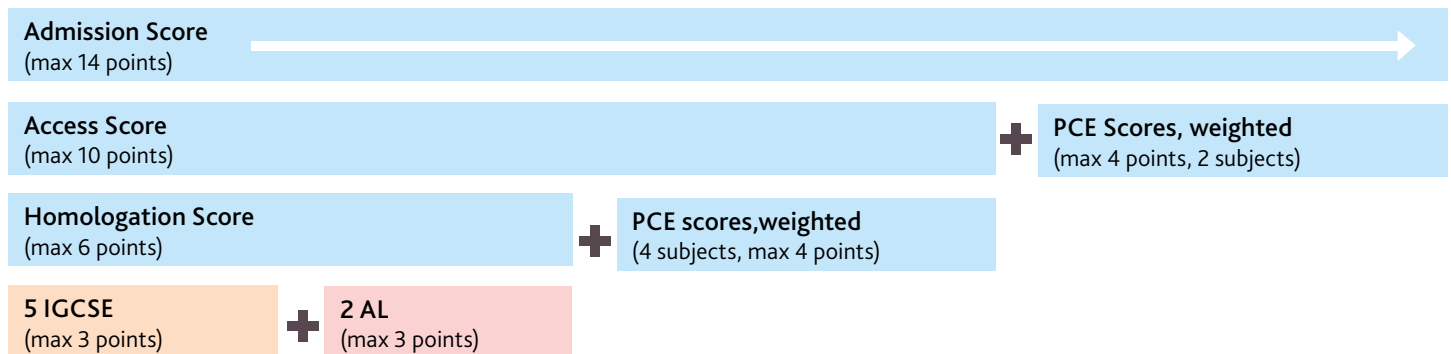 Admission Score
(max 14 points)
Access Score
(max 10 points)
PCE Scores, weighted
(max 4 points, 2 subjects)
Homologation Score
(max 6 points)
PCE scores,weighted
(4 subjects, max 4 points)
5 IGCSE
(max 3 points)
2 AL
(max 3 points)